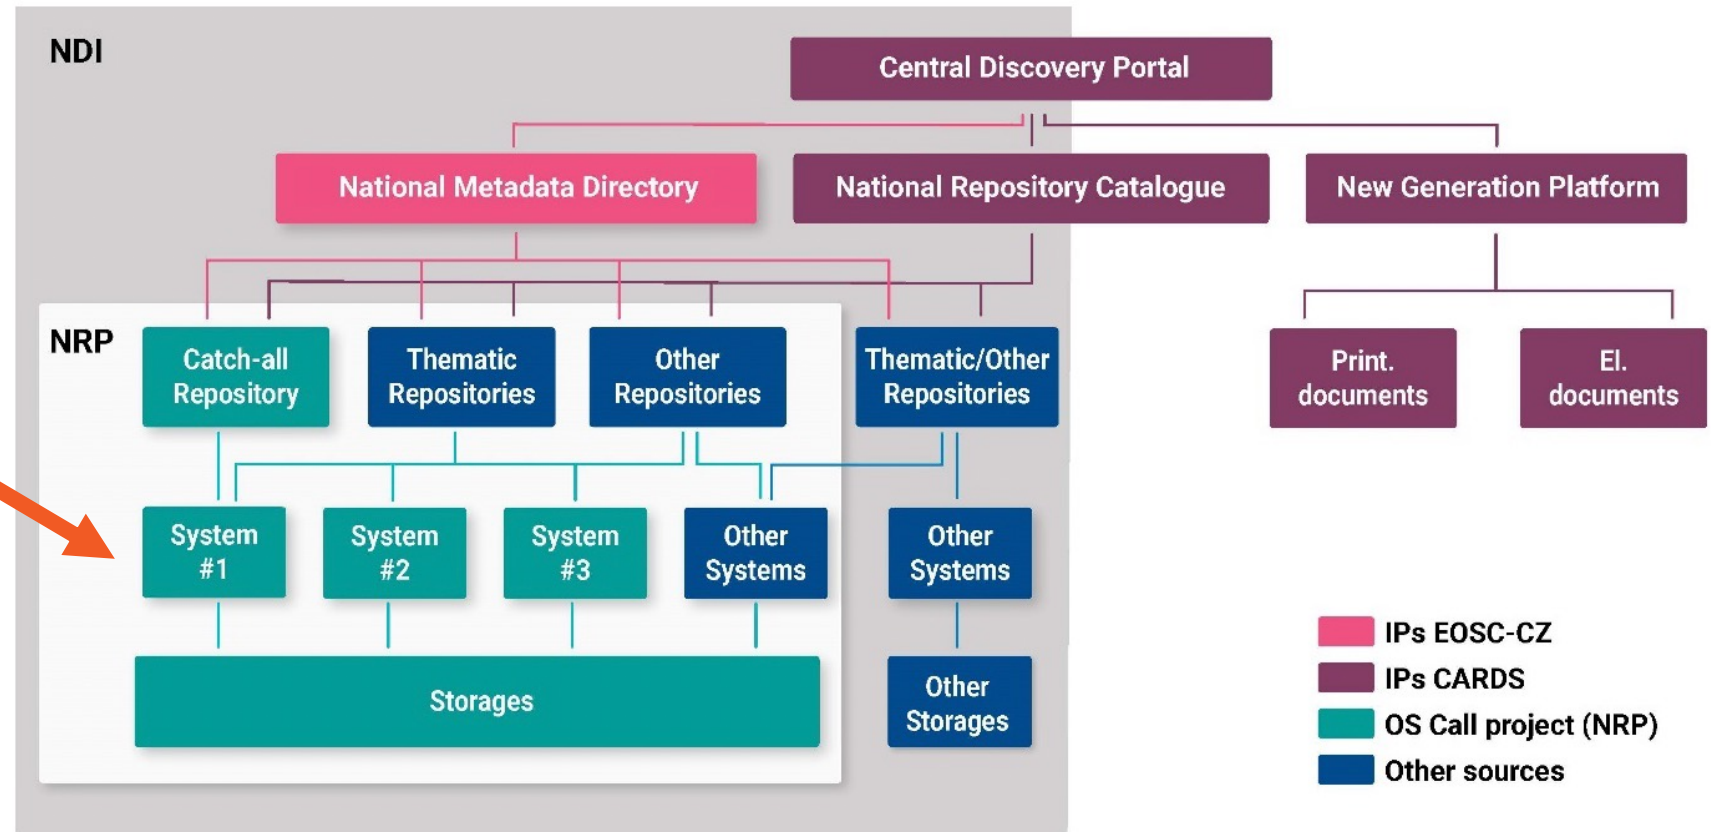 NDI
Central Discovery Portal
National Metadata Directory
National Repository Catalogue
New Generation Platform
NRP
Catch-all
Repository
Thematic
Repositories
Other
Repositories
Thematic/Other
Repositories
Print.
documents
El.
documents
System
#1
System
#2
System
#3
Other
Systems
Other
Systems
Storages
Other
Storages
IPs EOSC-CZ
IPs CARDS
OS Call project (NRP)
Other sources